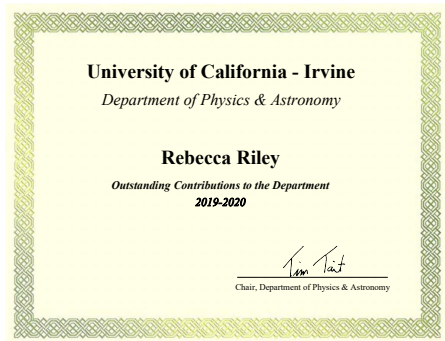 University of California - Irvine
Department of Physics & Astronomy
Rebecca Riley
Outstanding Contributions to the Department
2019-2020
Tim Tait
Chair, Department of Physics & Astronomy